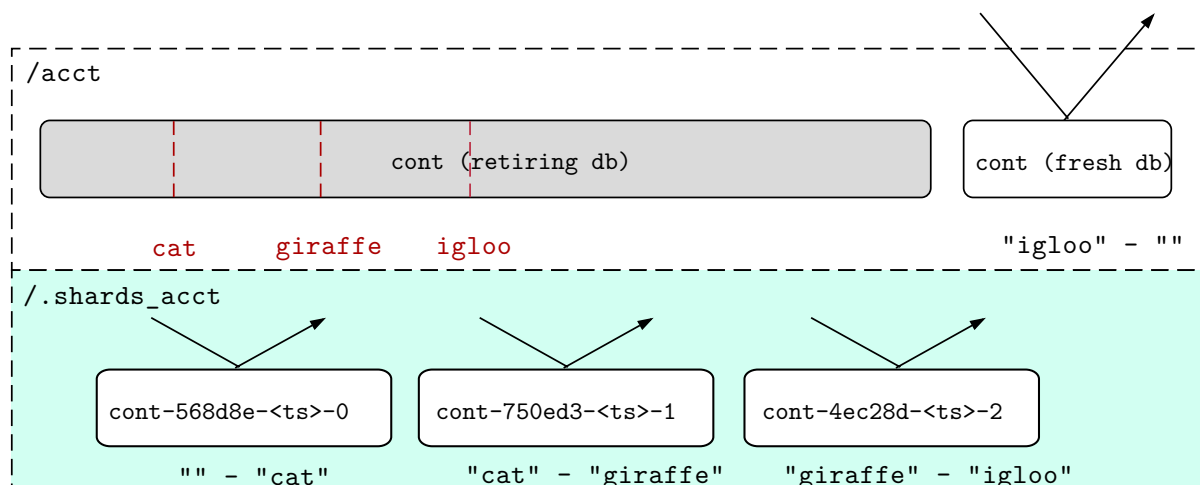 /acct
cont (retiring db)
cont (fresh db)
cat
giraffe
igloo
"igloo" - ""
/.shards_acct
cont-568d8e-<ts>-0
cont-750ed3-<ts>-1
cont-4ec28d-<ts>-2
"" - "cat"
"cat" - "giraffe"
"giraffe" - "igloo"